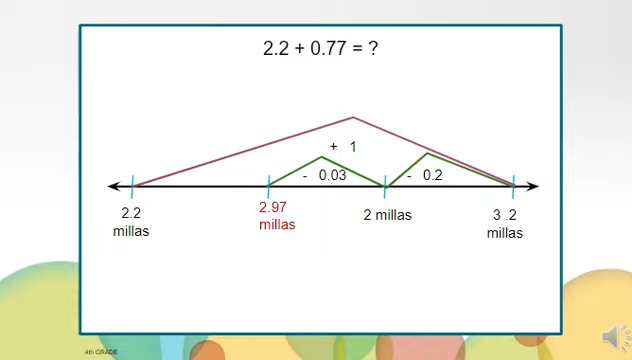 2.2 + 0.77 = ?
+ 1
- 0.03
- 0.2
2.2
millas
2.97
millas
2 millas
3 .2
millas
4th GRADE